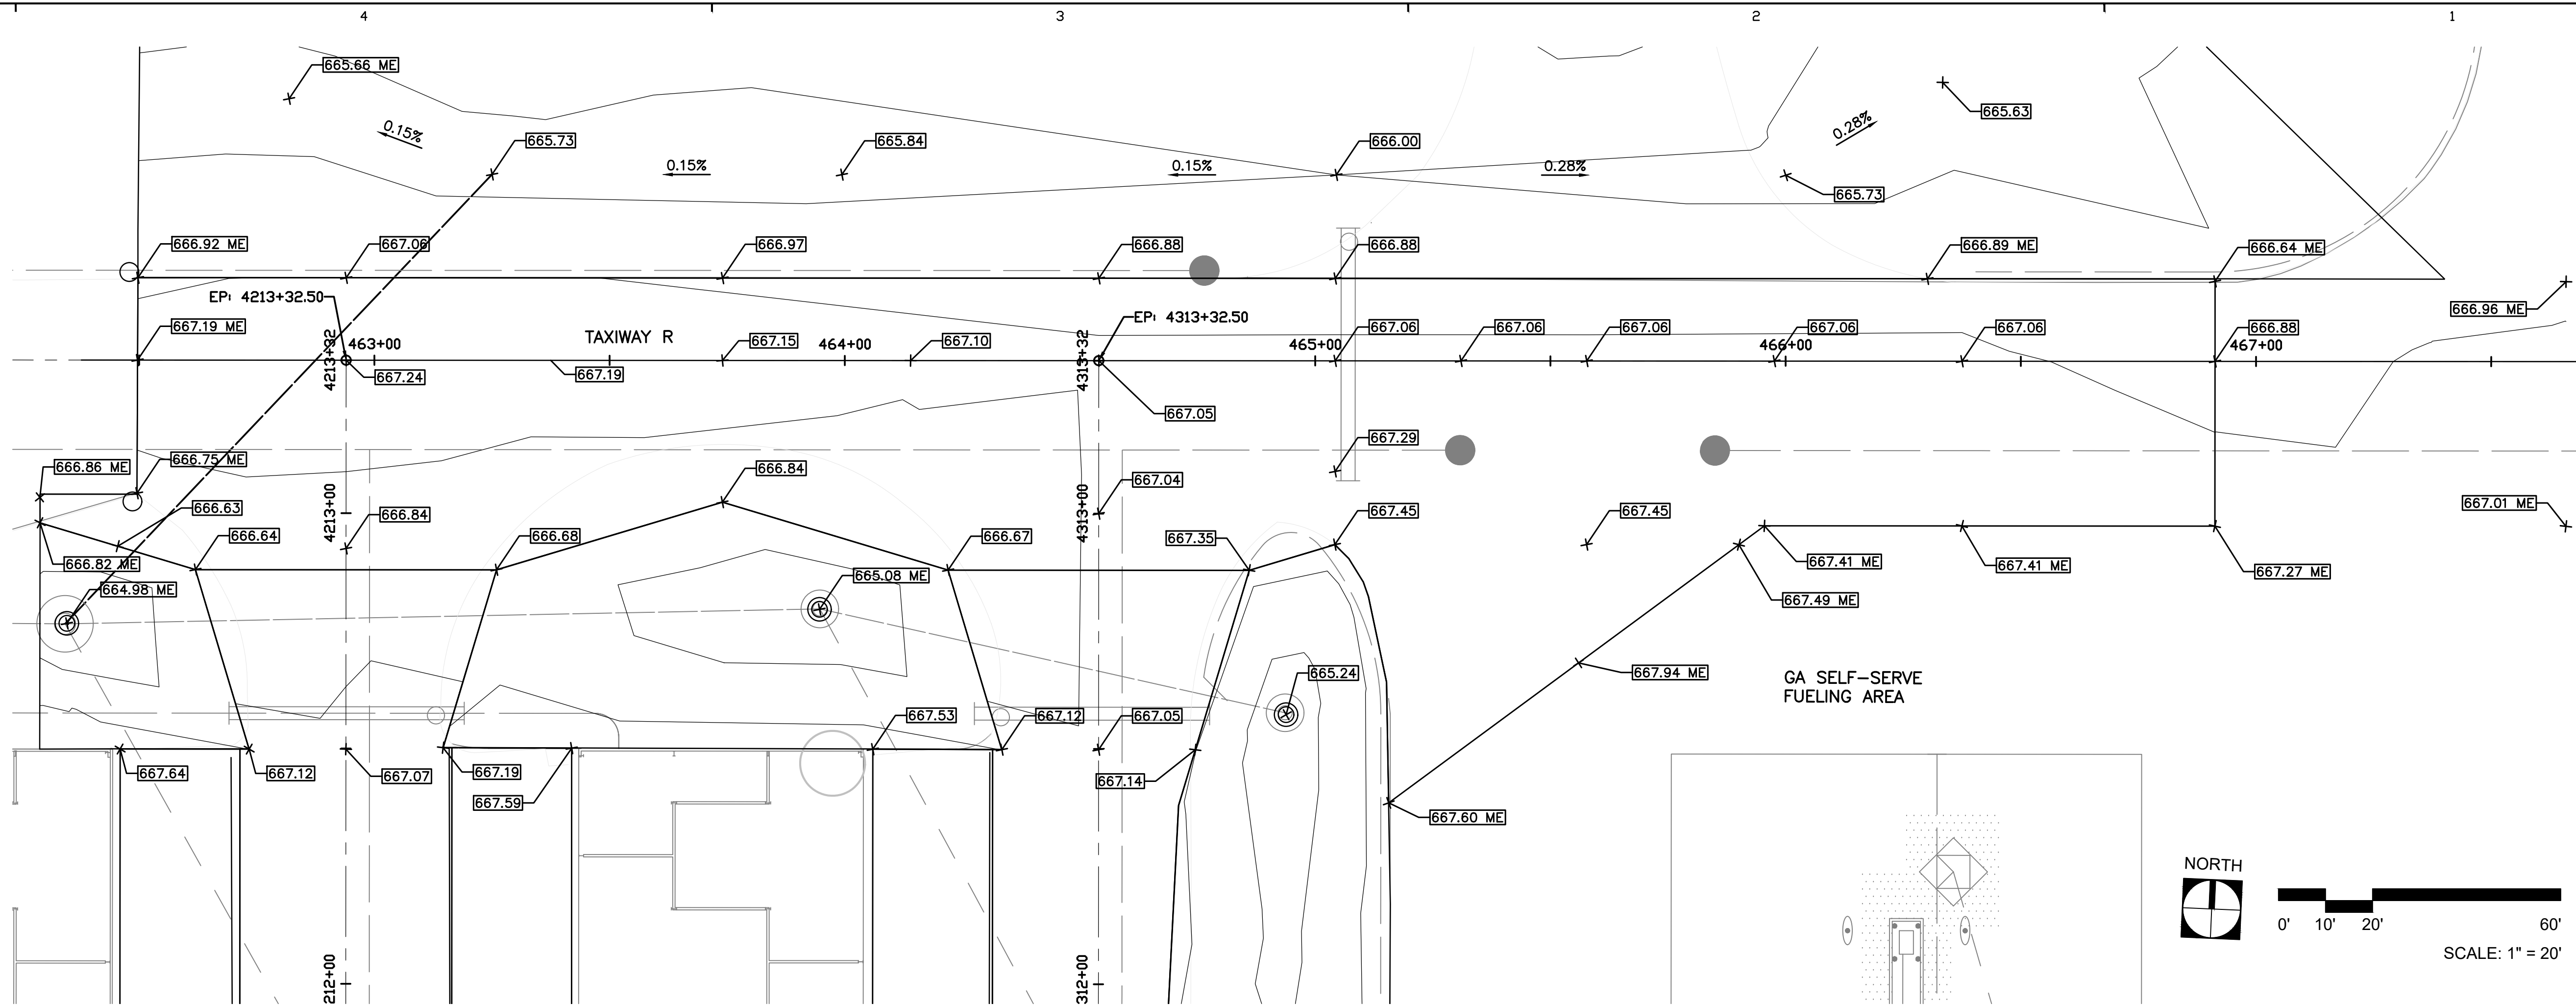 4
3
2
1
665.66 ME
0.15%
665.73
0.15%
665.84
0.15%
666.00
0.28%
0.28%
665.63
665.73
666.92 ME
667.06
666.97
666.88
666.88
666.89 ME
666.64 ME
EP: 4213+32.50
EP: 4313+32.50
666.96 ME
667.19 ME
4213+32
463+00
TAXIWAY R
667.15
464+00
667.10
4313+32
465+00
667.06
667.06
667.06
466+00
667.06
667.06
666.88
467+00
667.24
667.19
667.05
667.29
666.86 ME
666.75 ME
666.84
667.04
666.63
4213+00
666.84
4313+00
667.45
667.45
667.01 ME
666.64
666.68
666.67
667.35
666.82 ME
667.41 ME
667.41 ME
667.27 ME
664.98 ME
665.08 ME
667.49 ME
665.24
667.94 ME
GA SELF-SERVE
FUELING AREA
667.53
667.12
667.05
667.64
667.12
667.07
667.19
667.59
667.14
667.60 ME
212+00
312+00
NORTH
0' 10' 20' 60'
SCALE: 1" = 20'